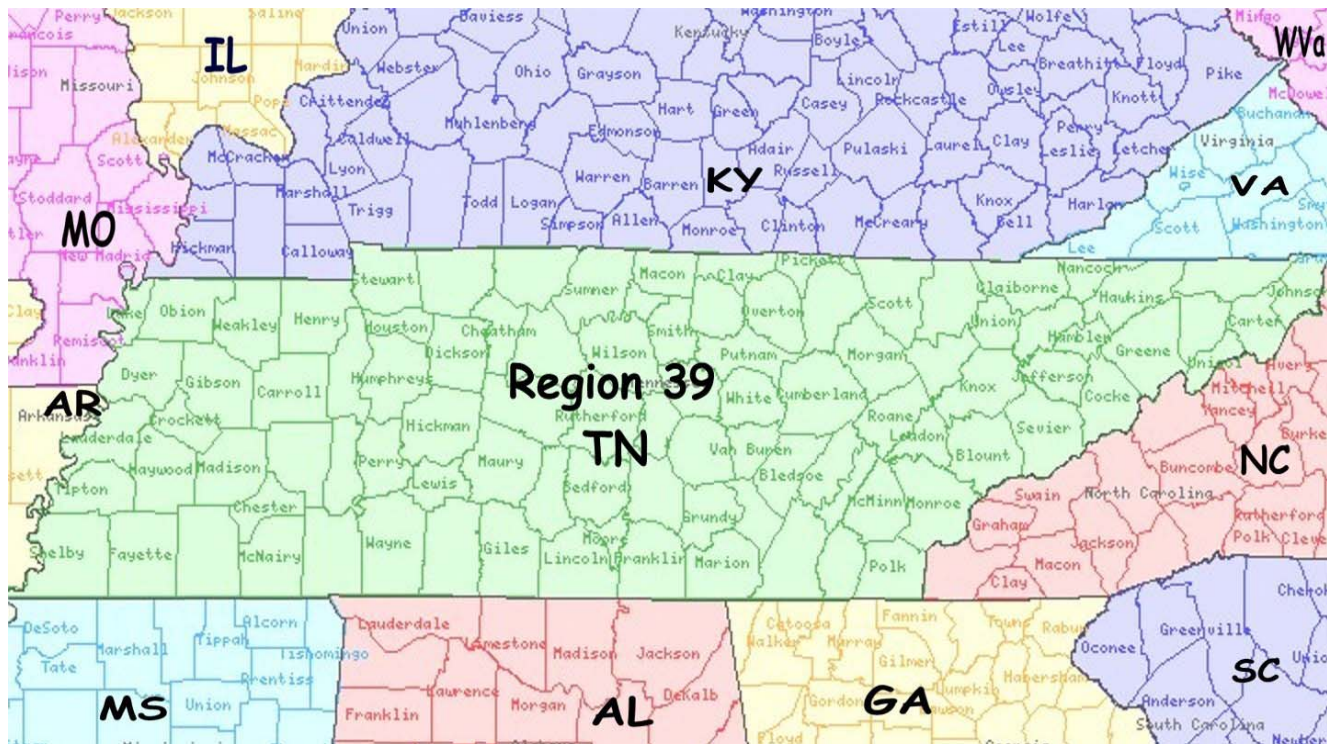 Perry
Jackson
Saline
Union
Daviess
Washington
Estill
Wolfe
Mingo
WVa
IL
Kentucky
Boyle
Lee
Missouri
Johnson
Hardin
Webster
Ohio
Grayson
Lincoln
Breathitt
Floyd
Pike
Pope
Crittenden
Hart
Green
Casey
Rockcastle
Owsley
Knott
McDowell
Alexander
Massac
Caldwell
Muhlenberg
Edmonson
Laurel
Clay
Perry
Buchanan
Scott
McCracken
Lyon
Adair
Pulaski
Leslie
Letcher
Virginia
Stoddard
Mississippi
Marshall
Trigg
Todd
Logan
Warren
Barren
KY
Russell
Knox
Harlan
Wise
VA
MO
Hickman
Calloway
Simpson
Allen
Monroe
Clinton
McCreary
Bell
Scott
Washington
New Madrid
Lee
Stewart
Sumner
Macon
Clay
Pickett
Scott
Claiborne
Hancock
Hawkins
Johnson
Clay
Lake
Obion
Weakley
Henry
Houston
Cheatham
Smith
Overton
Union
Hamblen
Carter
Pemiscot
Dickson
Wilson
Putnam
Morgan
Greene
Unicoi
Dyer
Gibson
Carroll
Humphreys
Region 39
Tennessee
White
Cumberland
Knox
Jefferson
Cocke
Avery
Mitchell
Yancey
AR
Arkansas
Crockett
Lauderdale
Hickman
Rutherford
TN
Roane
Loudon
Sevier
Burke
Haywood
Madison
Perry
Lewis
Maury
Van Buren
Bledsoe
Blount
Buncombe
NC
Tipton
Chester
Bedford
Grundy
McMinn
Monroe
Swain
North Carolina
Graham
Rutherford
Shelby
Fayette
McNairy
Wayne
Giles
Moore
Lincoln
Franklin
Marion
Polk
Jackson
Polk
Macon
Clay
DeSoto
Alcorn
Lauderdale
Catoosa
Fannin
Towns
Tate
Marshall
Tippah
Tishomingo
Limestone
Madison
Jackson
Walker
Murray
Gilmer
Oconee
Greenville
Prentiss
Lawrence
DeKalb
Lumpkin
Habersham
SC
MS
Union
Franklin
Morgan
AL
Gordon
GA
Dawson
Anderson
Floyd
South Carolina